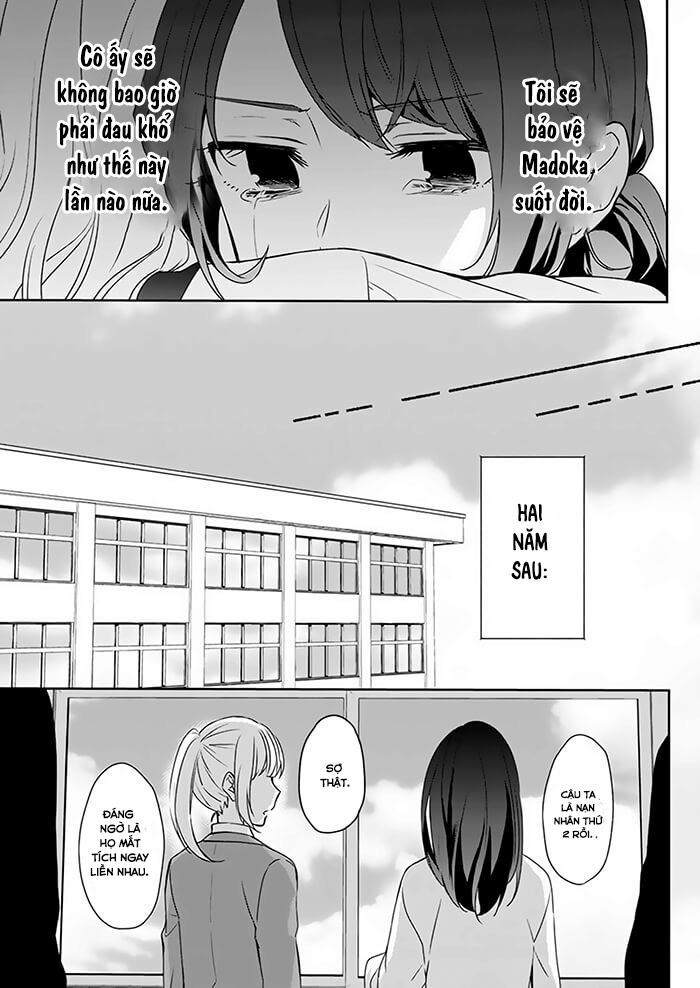 Tôi sẽ
bảo vệ
Madoka
suốt đời.
Cô ấy sẽ
không bao giờ
phải đau khổ
như thế này
lần nào nữa.
HAI
NĂM
SAU:
CẬU TA
LÀ NẠN
NHÂN THỨ
2 RỒI. .
SỢ
THẬT.
ĐÁNG
NGỜ LÀ
HỌ MẤT
TÍCH NGAY
LIỀN NHAU.